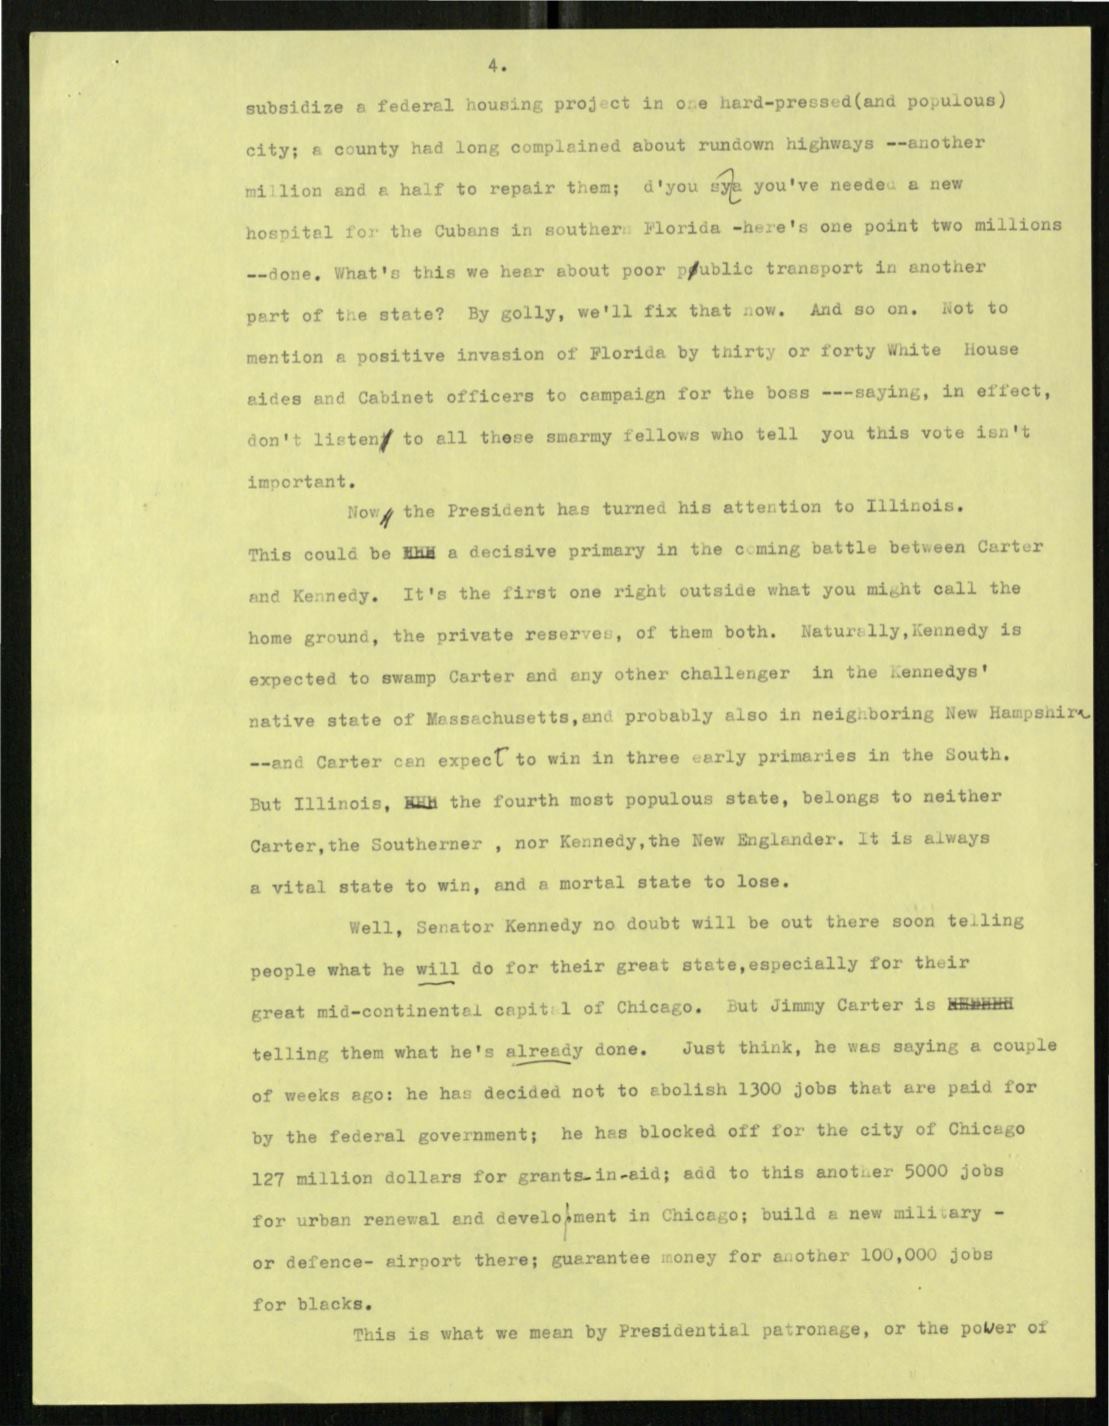 4.
subsidize a federal housing project in one hard-pressed(and populous)
city; a county had long complained about rundown highways --another
million and a half to repair them; d'you sya you've needed a new
hospital for the Cubans in southern Florida -here's one point two millions
--done. What's this we hear about poor public transport in another
part of the state? By golly, we'll fix that now. And so on. Not to
mention a positive invasion of Florida by thirty or forty White House
aides and Cabinet officers to campaign for the boss ---saying, in effect,
don't listen to all these smarmy fellows who tell you this vote isn't
important.
Now the President has turned his attention to Illinois.
This could be a decisive primary in the coming battle between Carter
and Kennedy. It's the first one right outside what you might call the
home ground, the private reserves, of them both. Naturally,Kennedy is
expected to swamp Carter and any other challenger in the Kennedys'
native state of Massachusetts,and probably also in neighboring New Hampshire
--and Carter can expect to win in three early primaries in the South.
But Illinois, the fourth most populous state, belongs to neither
Carter,the Southerner , nor Kennedy,the New Englander. It is always
a vital state to win, and a mortal state to lose.
Well, Senator Kennedy no doubt will be out there soon telling
people what he will do for their great state,especially for their
great mid-continental capital of Chicago. But Jimmy Carter is
telling them what he's already done. Just think, he was saying a couple
of weeks ago: he has decided not to abolish 1300 jobs that are paid for
by the federal government; he has blocked off for the city of Chicago
127 million dollars for grants-in-aid; add to this another 5000 jobs
for urban renewal and development in Chicago; build a new military -
or defence- airport there; guarantee money for another 100,000 jobs
for blacks.
This is what we mean by Presidential patronage, or the power of